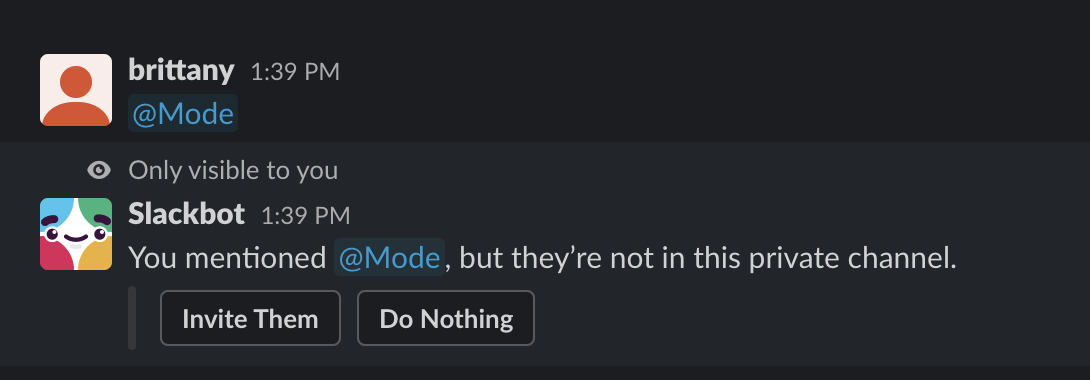 brittany 1:39 PM
@Mode
Only visible to you
Slackbot 1:39 PM
You mentioned @Mode, but they’re not in this private channel.
Invite Them Do Nothing